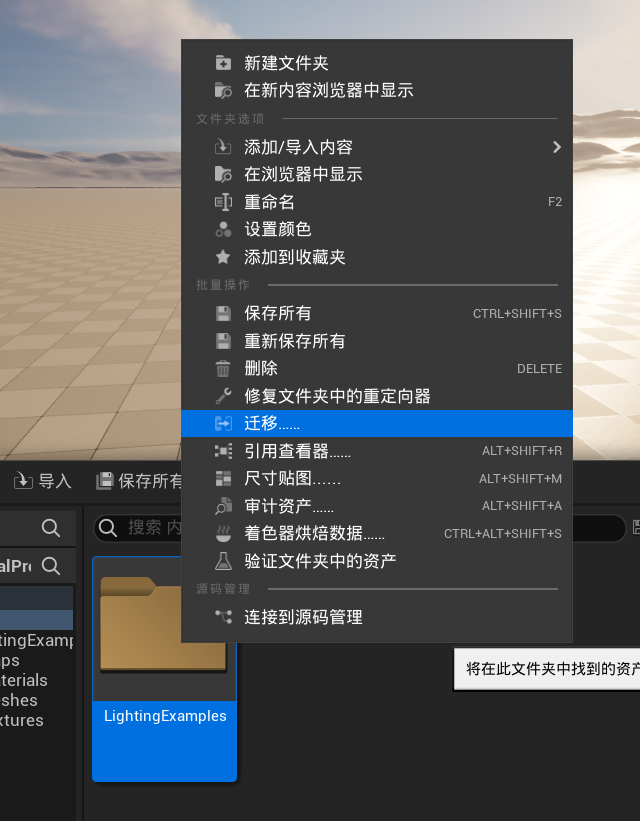 新建文件夹
在新内容浏览器中显示
文件夹选项
添加/导入内容
在浏览器中显示
重命名 F2
设置颜色
添加到收藏夹
批量操作
保存所有 CTRL+SHIFT+S
重新保存所有
删除 DELETE
修复文件夹中的重定向器
迁移……
引用查看器…… ALT+SHIFT+R
尺寸贴图…… ALT+SHIFT+M
审计资产…… ALT+SHIFT+A
着色器烘焙数据…… CTRL+ALT+SHIFT+S
验证文件夹中的资产
源码管理
连接到源码管理
导入 保存所有
搜索 内
alPro
tingExamp
ps
terials
shes
xtures
LightingExamples
将在此文件夹中找到的资产